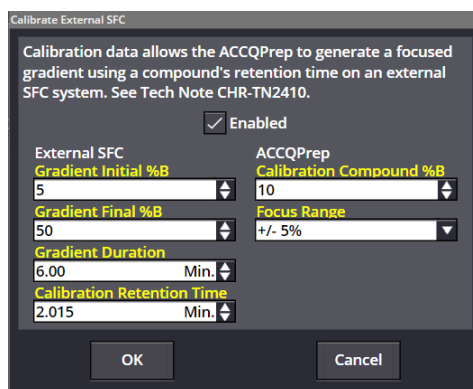 Calibrate External SFC
Calibration data allows the ACCQPrep to generate a focused
gradient using a compound's retention time on an external
SFC system. See Tech Note CHR-TN2410.
Enabled
External SFC
Gradient Initial %B
5
Gradient Final %B
50
Gradient Duration
6.00 Min.
Calibration Retention Time
2.015 Min.
ACCQPrep
Calibration Compound %B
10
Focus Range
+/- 5%
OK
Cancel